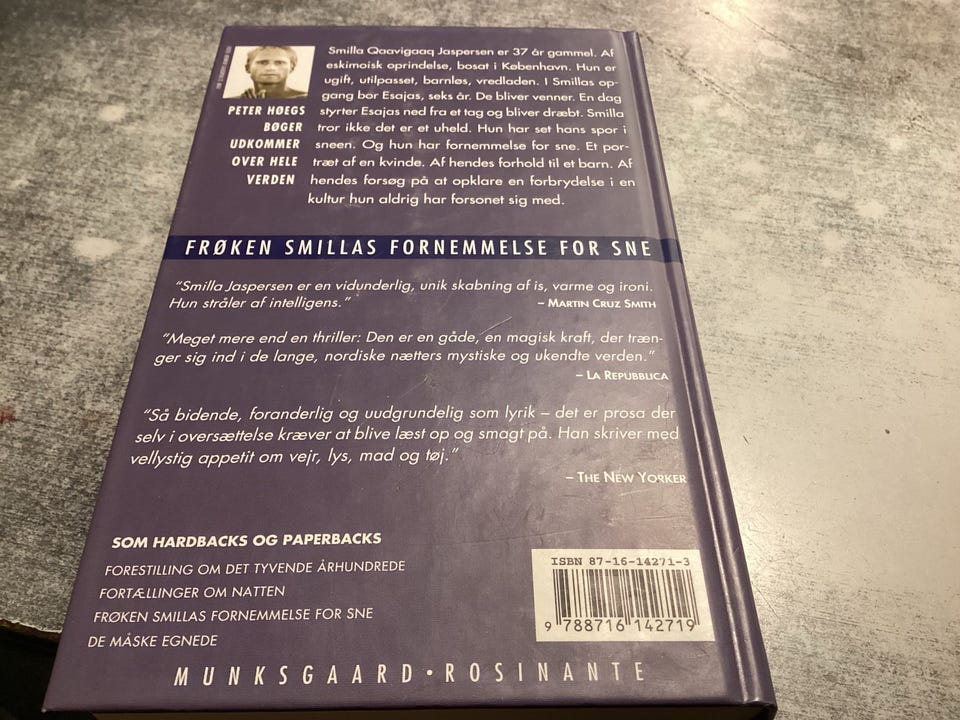 Smilla Qaavigaaq Jaspersen er 37 år gammel. Af
eskimoisk oprindelse, bosat i København. Hun er
ugift, utilpasset, barnløs, vredladen. I Smillas op-
gang bor Esajas, seks år. De bliver venner. En dag
styrter Esajas ned fra et tag og bliver dræbt. Smilla
tror ikke det er et uheld. Hun har set hans spor i
sneen. Og hun har fornemmelse for sne. Et por-
træt af en kvinde. Af hendes forhold til et barn. Af
hendes forsøg på at opklare en forbrydelse i en
kultur hun aldrig har forsonet sig med.
PETER HØEGS
BØGER
UDKOMMER
OVER HELE
VERDEN
FRØKEN SMILLAS FORNEMMELSE FOR SNE
"Smilla Jaspersen er en vidunderlig, unik skabning af is, varme og ironi.
Hun stråler af intelligens."
– MARTIN CRUZ SMITH
"Meget mere end en thriller: Den er en gåde, en magisk kraft, der træn-
ger sig ind i de lange, nordiske nætters mystiske og ukendte verden."
– LA REPUBBLICA
"Så bidende, foranderlig og uudgrundelig som lyrik – det er prosa der
selv i oversættelse kræver at blive læst op og smagt på. Han skriver med
vellystig appetit om vejr, lys, mad og tøj."
– THE NEW YORKER
SOM HARDBACKS OG PAPERBACKS
FORESTILLING OM DET TYVENDE ÅRHUNDREDE
FORTÆLLINGER OM NATTEN
FRØKEN SMILLAS FORNEMMELSE FOR SNE
DE MÅSKE EGNEDE
ISBN 87-16-14271-3
9 788716 142719
MUNKSGAARD • ROSINANTE